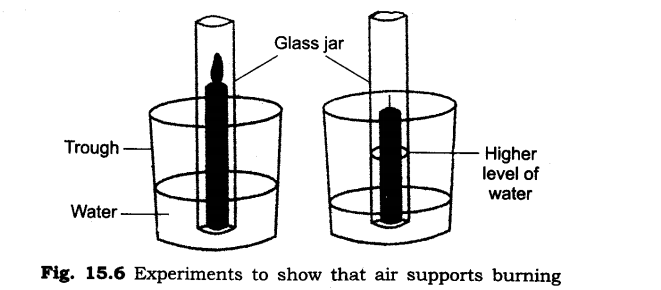 Glass jar
Trough
Water
Higher
level of
water
Fig. 15.6 Experiments to show that air supports burning